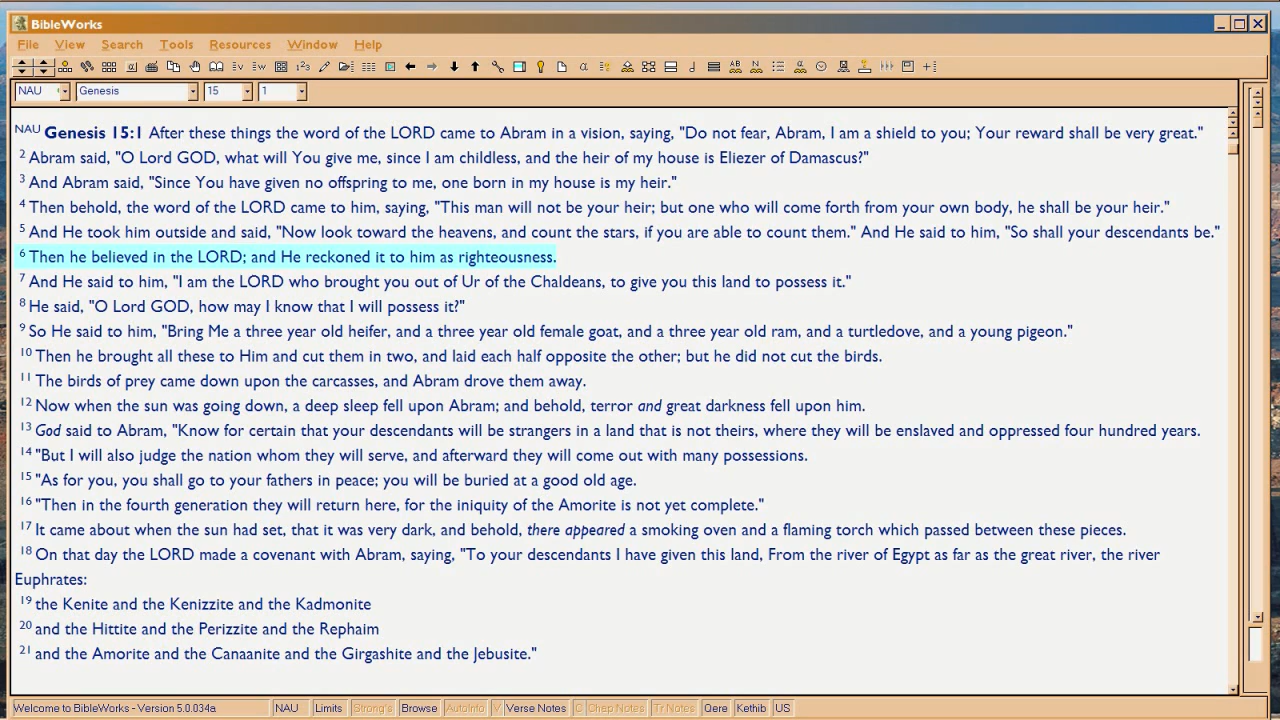 BibleWorks
File View Search Tools Resources Window Help
NAU Genesis 15 1
NAU Genesis 15:1 After these things the word of the LORD came to Abram in a vision, saying, "Do not fear, Abram, I am a shield to you; Your reward shall be very great."
2 Abram said, "O Lord GOD, what will You give me, since I am childless, and the heir of my house is Eliezer of Damascus?"
3 And Abram said, "Since You have given no offspring to me, one born in my house is my heir."
4 Then behold, the word of the LORD came to him, saying, "This man will not be your heir; but one who will come forth from your own body, he shall be your heir."
5 And He took him outside and said, "Now look toward the heavens, and count the stars, if you are able to count them." And He said to him, "So shall your descendants be."
6 Then he believed in the LORD; and He reckoned it to him as righteousness.
7 And He said to him, "I am the LORD who brought you out of Ur of the Chaldeans, to give you this land to possess it."
8 He said, "O Lord GOD, how may I know that I will possess it?"
9 So He said to him, "Bring Me a three year old heifer, and a three year old female goat, and a three year old ram, and a turtledove, and a young pigeon."
10 Then he brought all these to Him and cut them in two, and laid each half opposite the other; but he did not cut the birds.
11 The birds of prey came down upon the carcasses, and Abram drove them away.
12 Now when the sun was going down, a deep sleep fell upon Abram; and behold, terror and great darkness fell upon him.
13 God said to Abram, "Know for certain that your descendants will be strangers in a land that is not theirs, where they will be enslaved and oppressed four hundred years.
14 "But I will also judge the nation whom they will serve, and afterward they will come out with many possessions.
15 "As for you, you shall go to your fathers in peace; you will be buried at a good old age.
16 "Then in the fourth generation they will return here, for the iniquity of the Amorite is not yet complete."
17 It came about when the sun had set, that it was very dark, and behold, there appeared a smoking oven and a flaming torch which passed between these pieces.
18 On that day the LORD made a covenant with Abram, saying, "To your descendants I have given this land, From the river of Egypt as far as the great river, the river
Euphrates:
19 the Kenite and the Kenizzite and the Kadmonite
20 and the Hittite and the Perizzite and the Rephaim
21 and the Amorite and the Canaanite and the Girgashite and the Jebusite."
Welcome to BibleWorks - Version 5.0.034a NAU Limits Strong's Browse AutoInfo V Verse Notes C Chap Notes Tr Notes Qere Kethib US